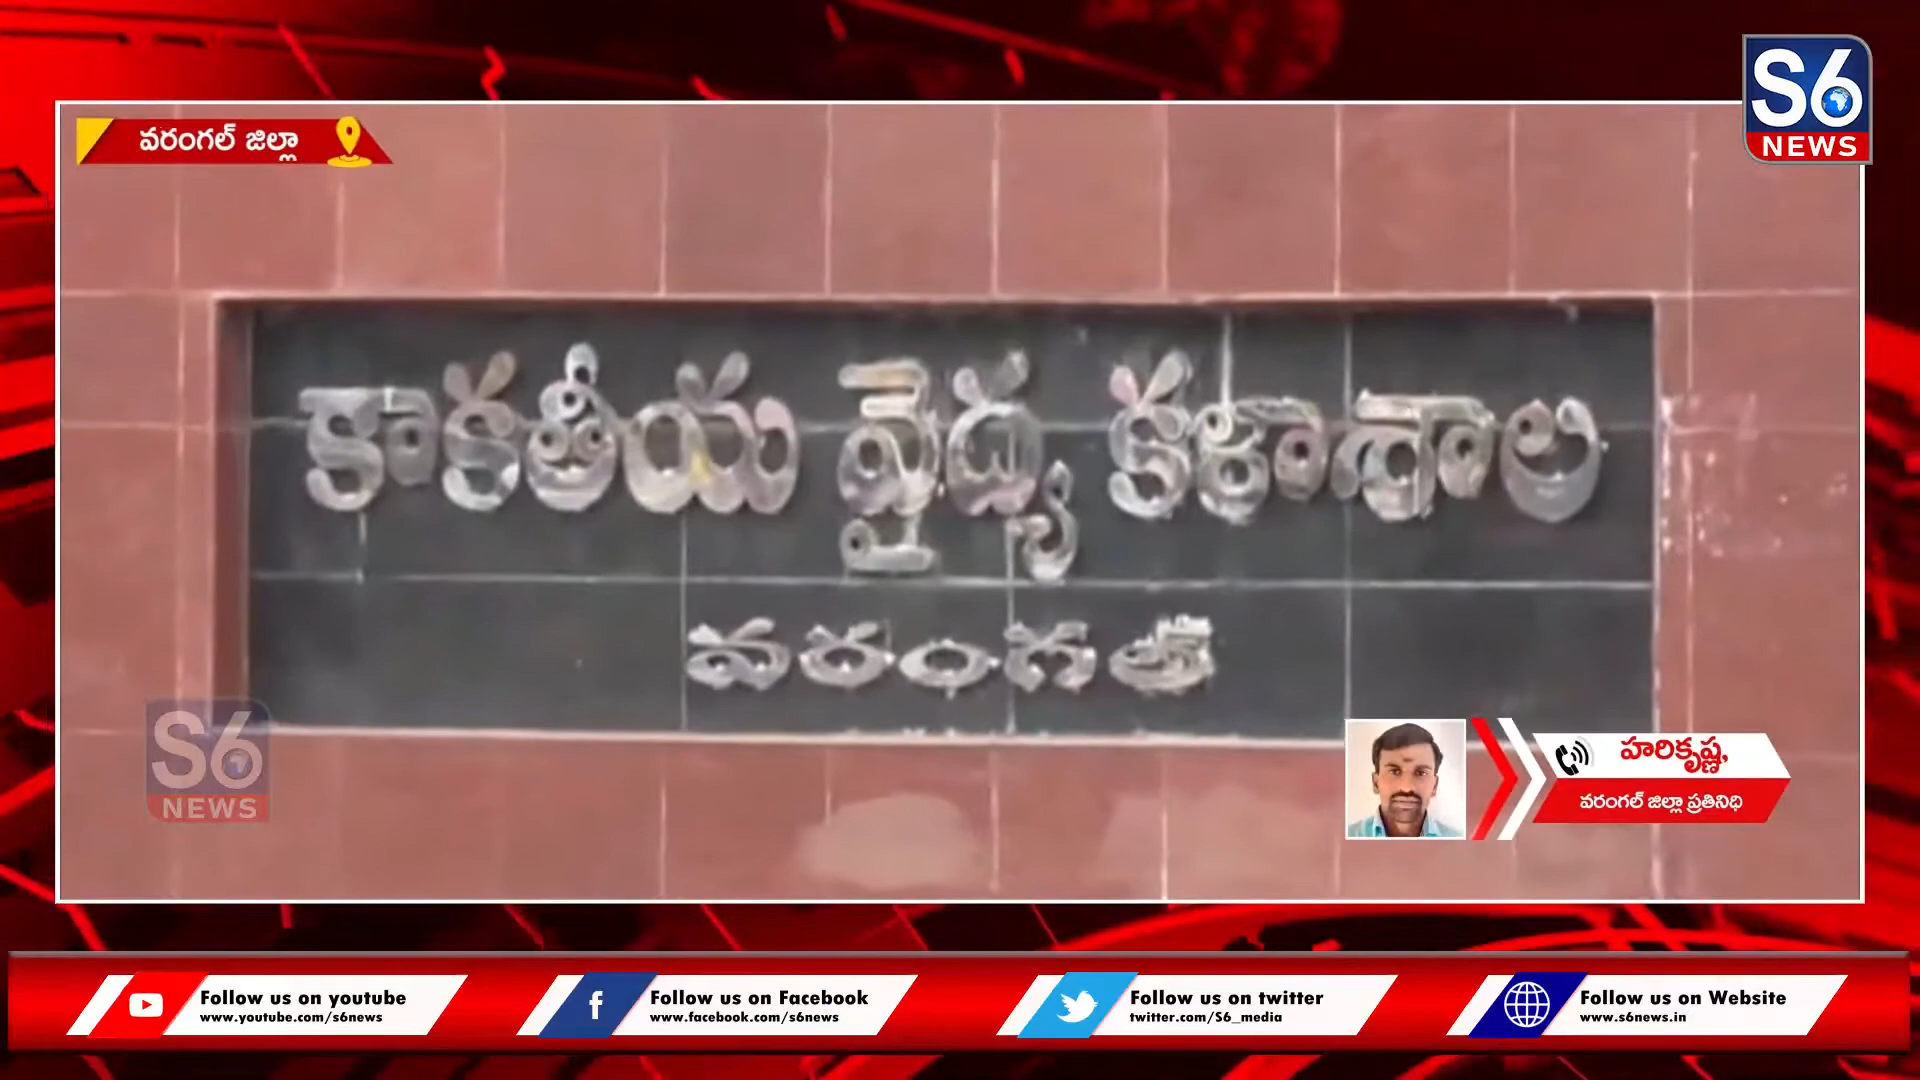 S6
NEWS
వరంగల్ జిల్లా
కాకతీయ వైద్య కళాశాల
వరంగల్
S6
NEWS
హరికృష్ణ,
వరంగల్ జిల్లా ప్రతినిధి
Follow us on youtube
www.youtube.com/s6news
Follow us on Facebook
www.facebook.com/s6news
Follow us on twitter
twitter.com/S6_media
Follow us on Website
www.s6news.in